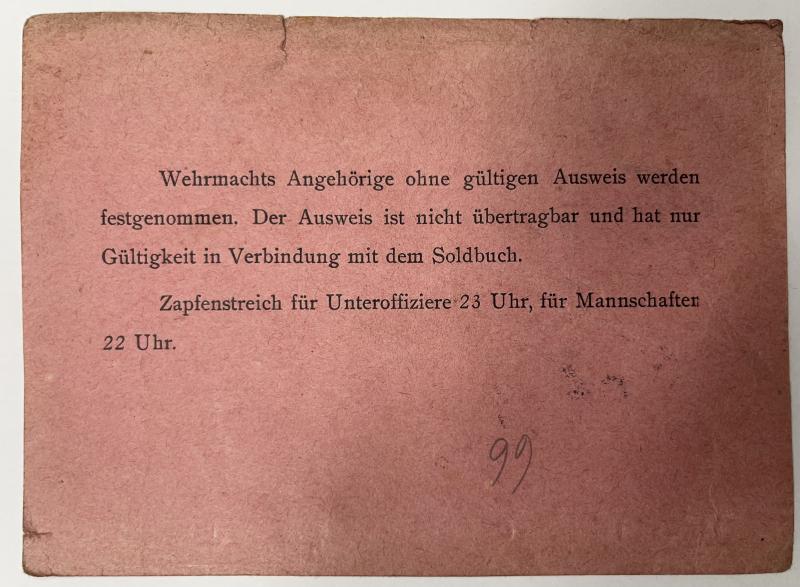 Wehrmachts Angehörige ohne gültigen Ausweis werden
festgenommen. Der Ausweis ist nicht übertragbar und hat nur
Gültigkeit in Verbindung mit dem Soldbuch.
Zapfenstreich für Unteroffiziere 23 Uhr, für Mannschaften
22 Uhr.
99